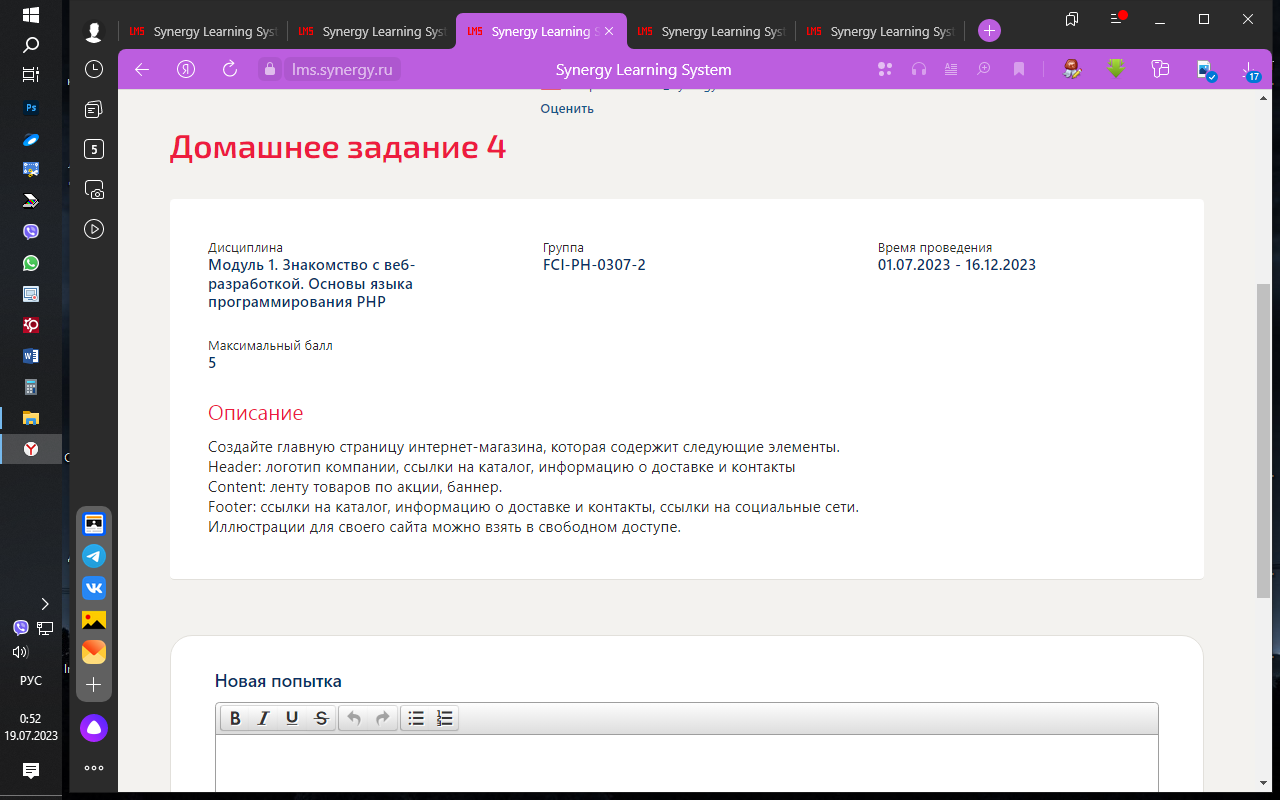 Synergy Learning Syst
Synergy Learning Syst
Synergy Learning S
Synergy Learning Syst
Synergy Learning Syst
lms.synergy.ru
Synergy Learning System
17
5
Оценить
Домашнее задание 4
Дисциплина
Модуль 1. Знакомство с веб-
разработкой. Основы языка
программирования PHP
Группа
FCI-PH-0307-2
Время проведения
01.07.2023 - 16.12.2023
Максимальный балл
5
Описание
Создайте главную страницу интернет-магазина, которая содержит следующие элементы.
Header: логотип компании, ссылки на каталог, информацию о доставке и контакты
Content: ленту товаров по акции, баннер.
Footer: ссылки на каталог, информацию о доставке и контакты, ссылки на социальные сети.
Иллюстрации для своего сайта можно взять в свободном доступе.
Новая попытка
B I U S
РУС
0:52
19.07.2023